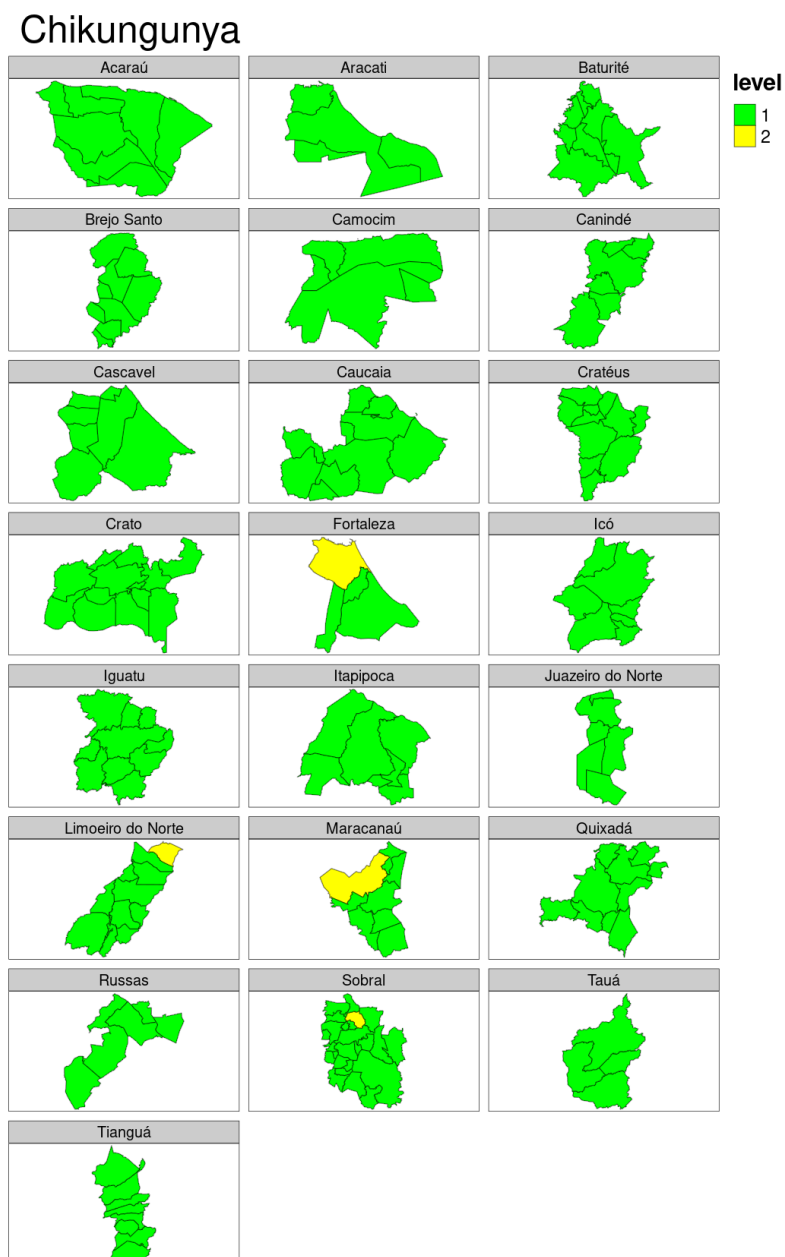 Chikungunya
Acaraú
Aracati
Baturité
level
1
2
Brejo Santo
Camocim
Canindé
Cascavel
Caucaia
Cratéus
Crato
Fortaleza
Icó
Iguatu
Itapipoca
Juazeiro do Norte
Limoeiro do Norte
Maracanaú
Quixadá
Russas
Sobral
Tauá
Tianguá